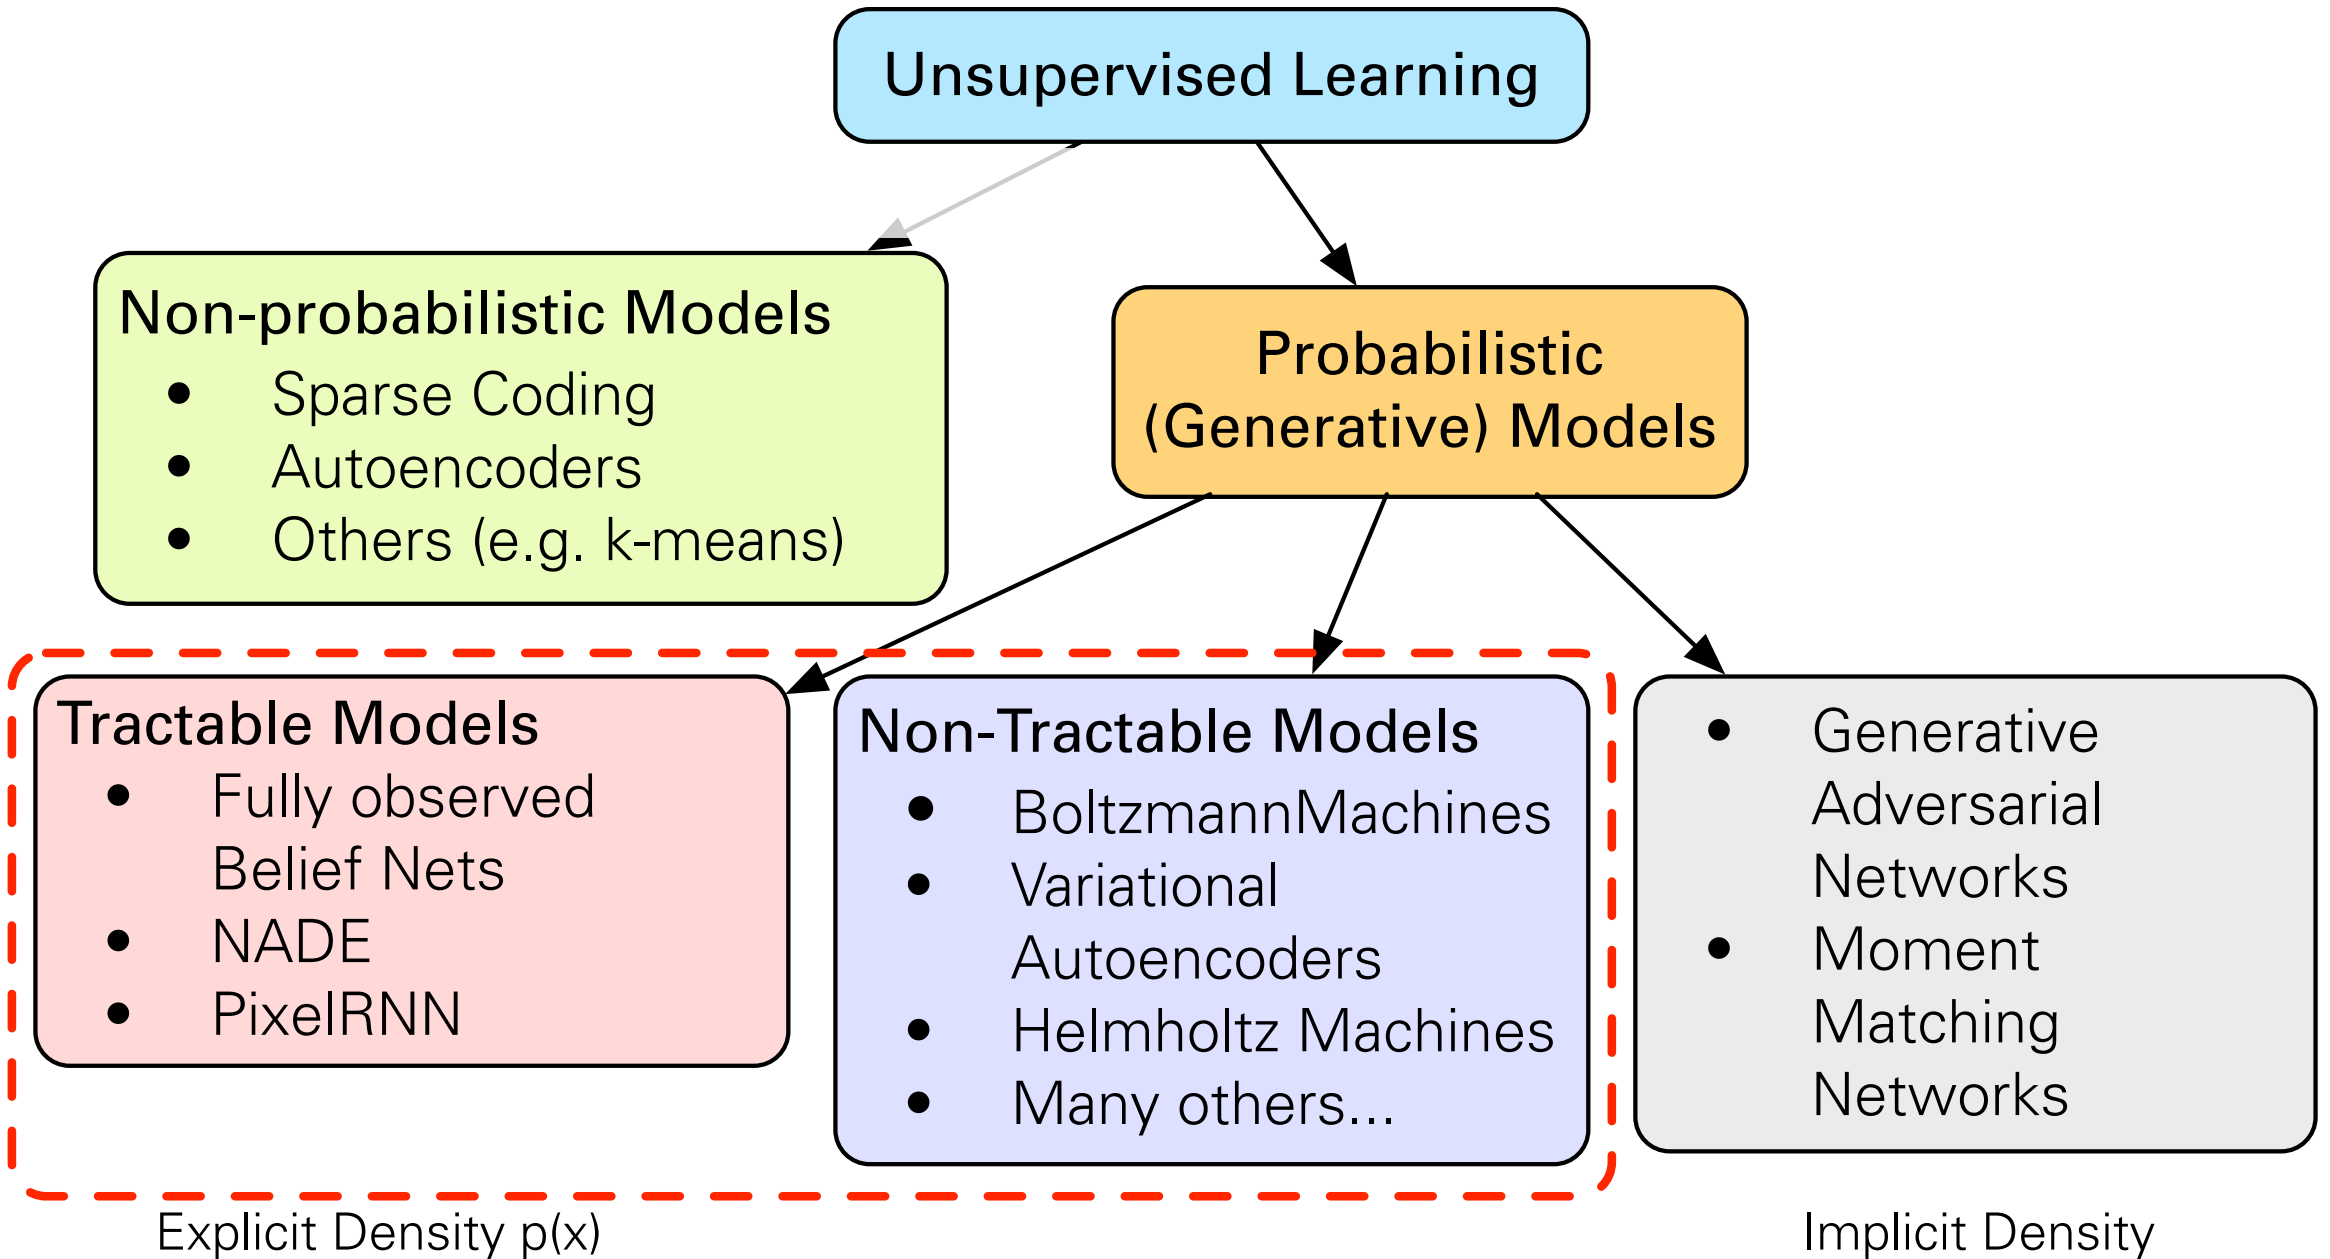 Unsupervised Learning
Non-probabilistic Models
• Sparse Coding
• Autoencoders
• Others (e.g. k-means)
Probabilistic
(Generative) Models
Tractable Models
• Fully observed
Belief Nets
• NADE
• PixelRNN
Non-Tractable Models
• BoltzmannMachines
• Variational
Autoencoders
• Helmholtz Machines
• Many others...
• Generative
Adversarial
Networks
• Moment
Matching
Networks
Explicit Density p(x)
Implicit Density